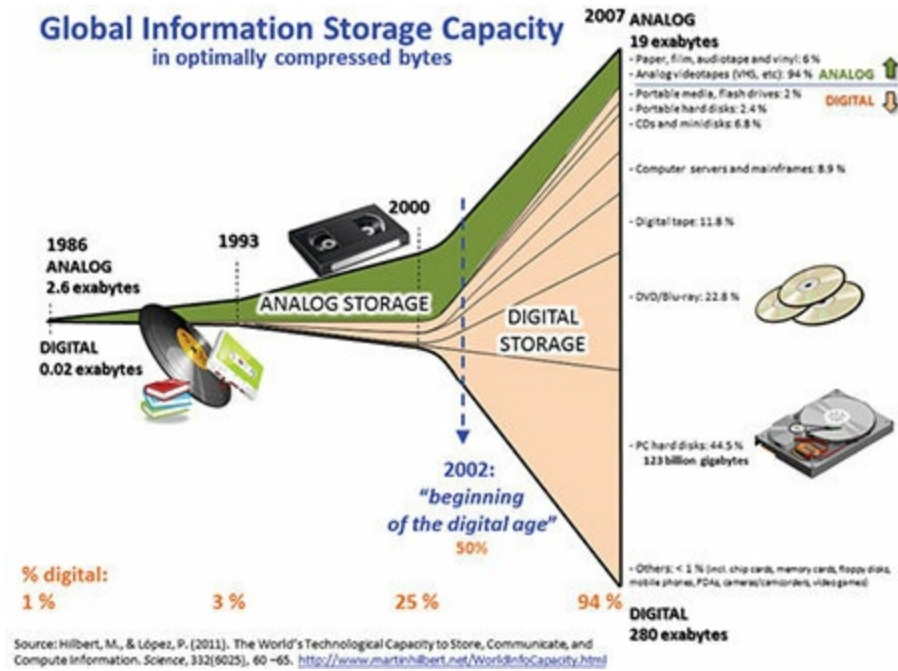 Global Information Storage Capacity
in optimally compressed bytes
2007 ANALOG
19 exabytes
- Paper, film, audiotape and vinyl: 6 %
- Analog videotapes (VHS, etc): 94 %
ANALOG
- Portable media, flash drives: 2 %
DIGITAL
- Portable hard disks: 2.4 %
- CDs and minidisks: 6.8 %
- Computer servers and mainframes: 8.9 %
- Digital tape: 11.8 %
- DVD/Blu-ray: 22.8 %
- PC hard disks: 44.5 %
123 billion gigabytes
- Others: < 1 % (incl. chip cards, memory cards, floppy disks,
mobile phones, PDAs, cameras/camcorders, video games)
DIGITAL
280 exabytes
1986
ANALOG
2.6 exabytes
DIGITAL
0.02 exabytes
1993
2000
ANALOG STORAGE
DIGITAL
STORAGE
2002:
"beginning
of the digital age"
50%
% digital:
1 %
3 %
25 %
94 %
Source: Hilbert, M., & López, P. (2011). The World's Technological Capacity to Store, Communicate, and
Compute Information. Science, 332(6025), 60 –65. http://www.martinhilbert.net/WorldInfoCapacity.html